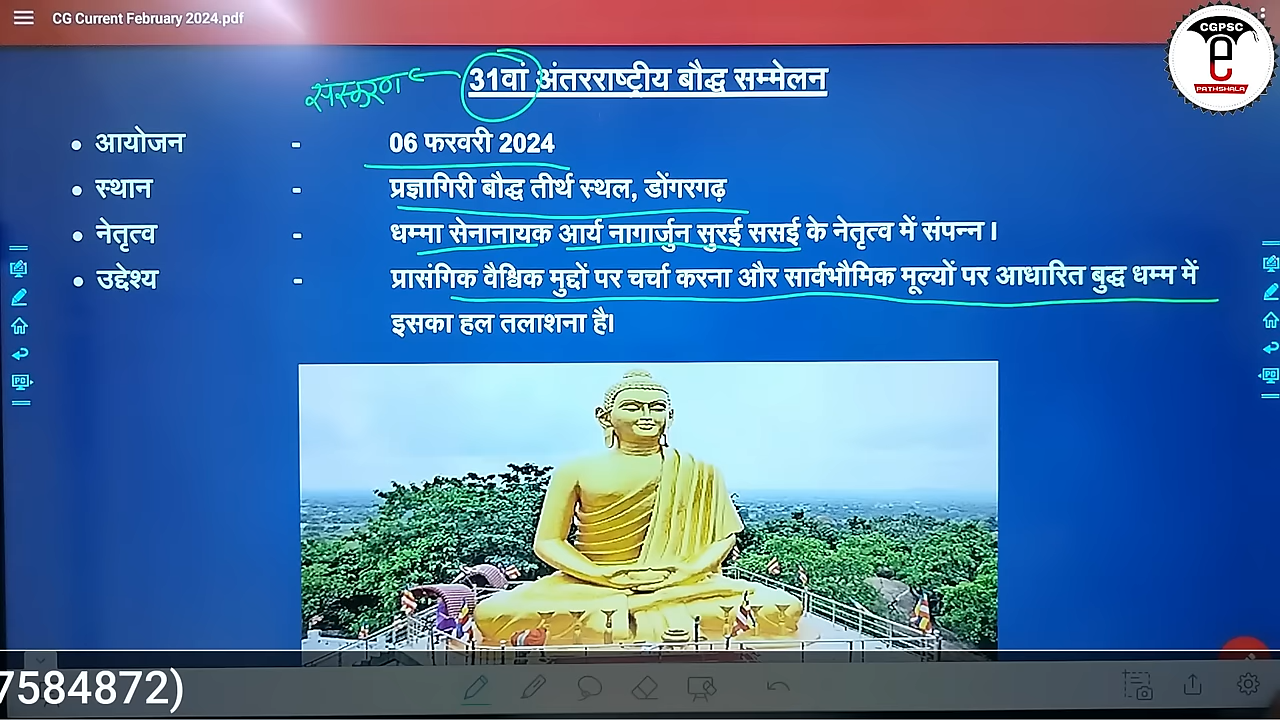 CG Current February 2024.pdf
CGPSC
e
PATHSHALA
संस्करण
31वां अंतरराष्ट्रीय बौद्ध सम्मेलन
• आयोजन - 06 फरवरी 2024
• स्थान - प्रज्ञागिरी बौद्ध तीर्थ स्थल, डोंगरगढ़
• नेतृत्व - धम्मा सेनानायक आर्य नागार्जुन सुरई ससई के नेतृत्व में संपन्न ।
• उद्देश्य - प्रासंगिक वैश्विक मुद्दों पर चर्चा करना और सार्वभौमिक मूल्यों पर आधारित बुद्ध धम्म में
इसका हल तलाशना है।
7584872)